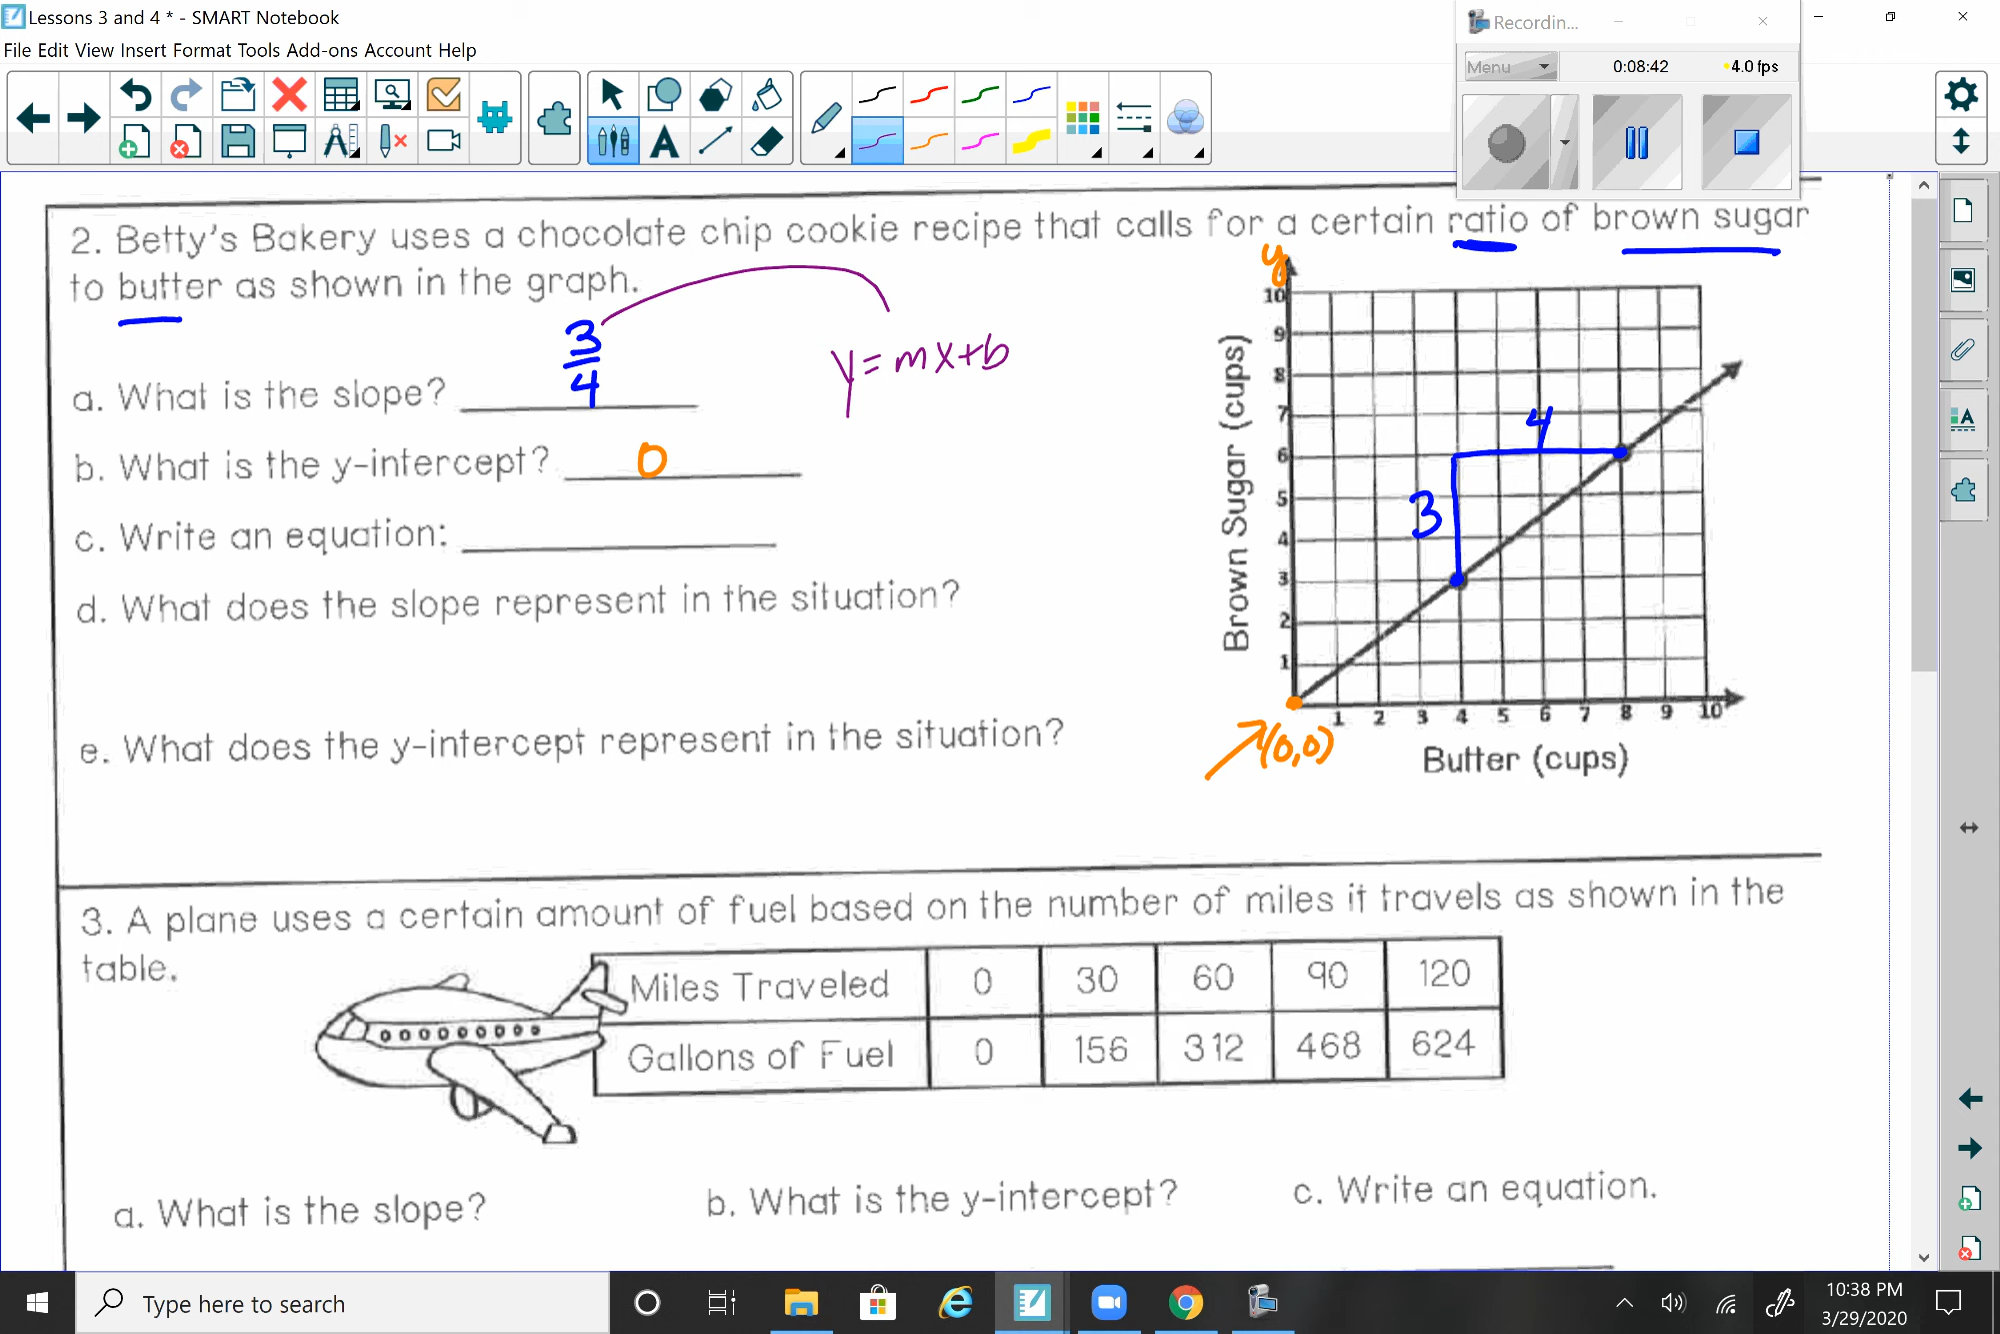 Lessons 3 and 4 * - SMART Notebook
Recordin...
File Edit View Insert Format Tools Add-ons Account Help
Menu 0:08:42 4.0 fps
2. Betty's Bakery uses a chocolate chip cookie recipe that calls for a certain ratio of brown sugar
to butter as shown in the graph.
3/4
y = mx+b
a. What is the slope?
b. What is the y-intercept? 0
c. Write an equation:
d. What does the slope represent in the situation?
e. What does the y-intercept represent in the situation?
y
10
9
8
7
6
5
4
3
2
1
Brown Sugar (cups)
4
3
1 2 3 4 5 6 7 8 9 10
(0,0)
Butter (cups)
3. A plane uses a certain amount of fuel based on the number of miles it travels as shown in the
table.
Miles Traveled 0 30 60 90 120
Gallons of Fuel 0 156 312 468 624
a. What is the slope? b. What is the y-intercept? c. Write an equation.
Type here to search
10:38 PM
3/29/2020